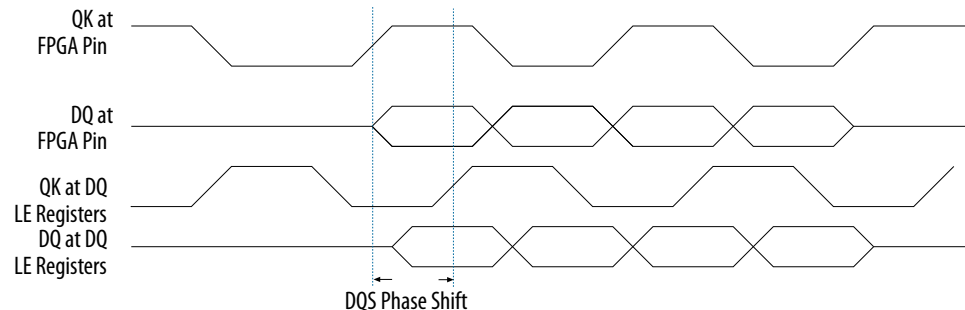 QK at
FPGA Pin
DQ at
FPGA Pin
QK at DQ
LE Registers
DQ at DQ
LE Registers
DQS Phase Shift